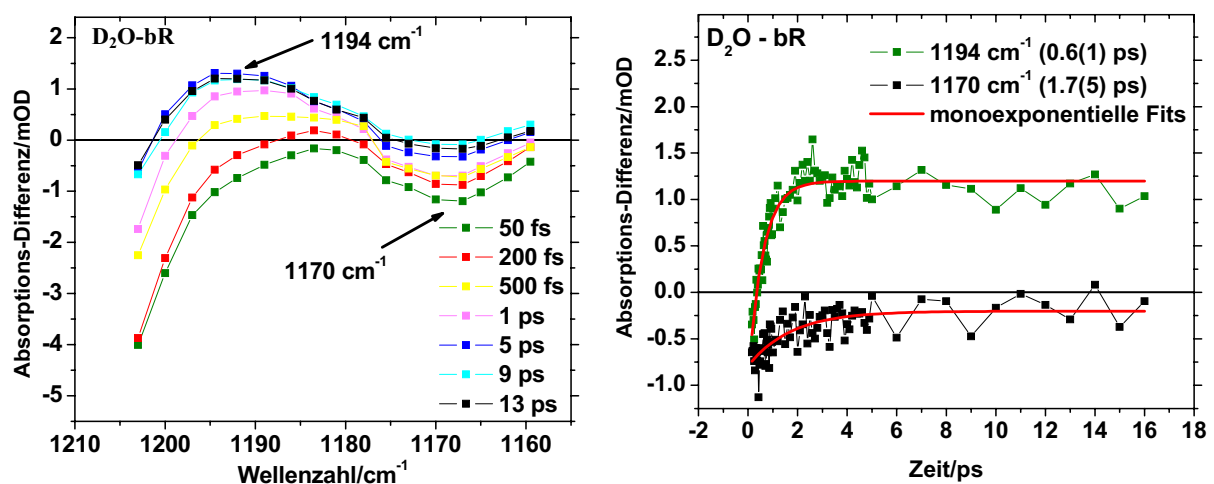 D₂O-bR
1194 cm⁻¹
1170 cm⁻¹
50 fs
200 fs
500 fs
1 ps
5 ps
9 ps
13 ps
2
1
0
-1
-2
-3
-4
-5
Absorptions-Differenz/mOD
1210 1200 1190 1180 1170 1160
Wellenzahl/cm⁻¹
D₂O - bR
1194 cm⁻¹ (0.6(1) ps)
1170 cm⁻¹ (1.7(5) ps)
monoexponentielle Fits
2.5
2.0
1.5
1.0
0.5
0.0
-0.5
-1.0
Absorptions-Differenz/mOD
-2 0 2 4 6 8 10 12 14 16 18
Zeit/ps